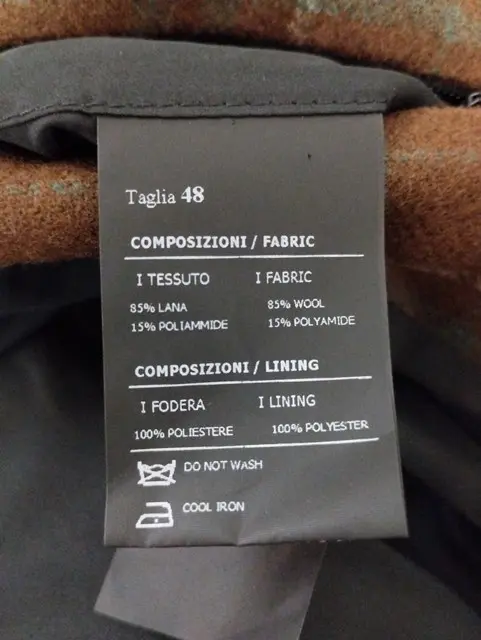 Taglia 48
COMPOSIZIONI / FABRIC
I TESSUTO I FABRIC
85% LANA 85% WOOL
15% POLIAMMIDE 15% POLYAMIDE
COMPOSIZIONI / LINING
I FODERA I LINING
100% POLIESTERE 100% POLYESTER
DO NOT WASH
COOL IRON